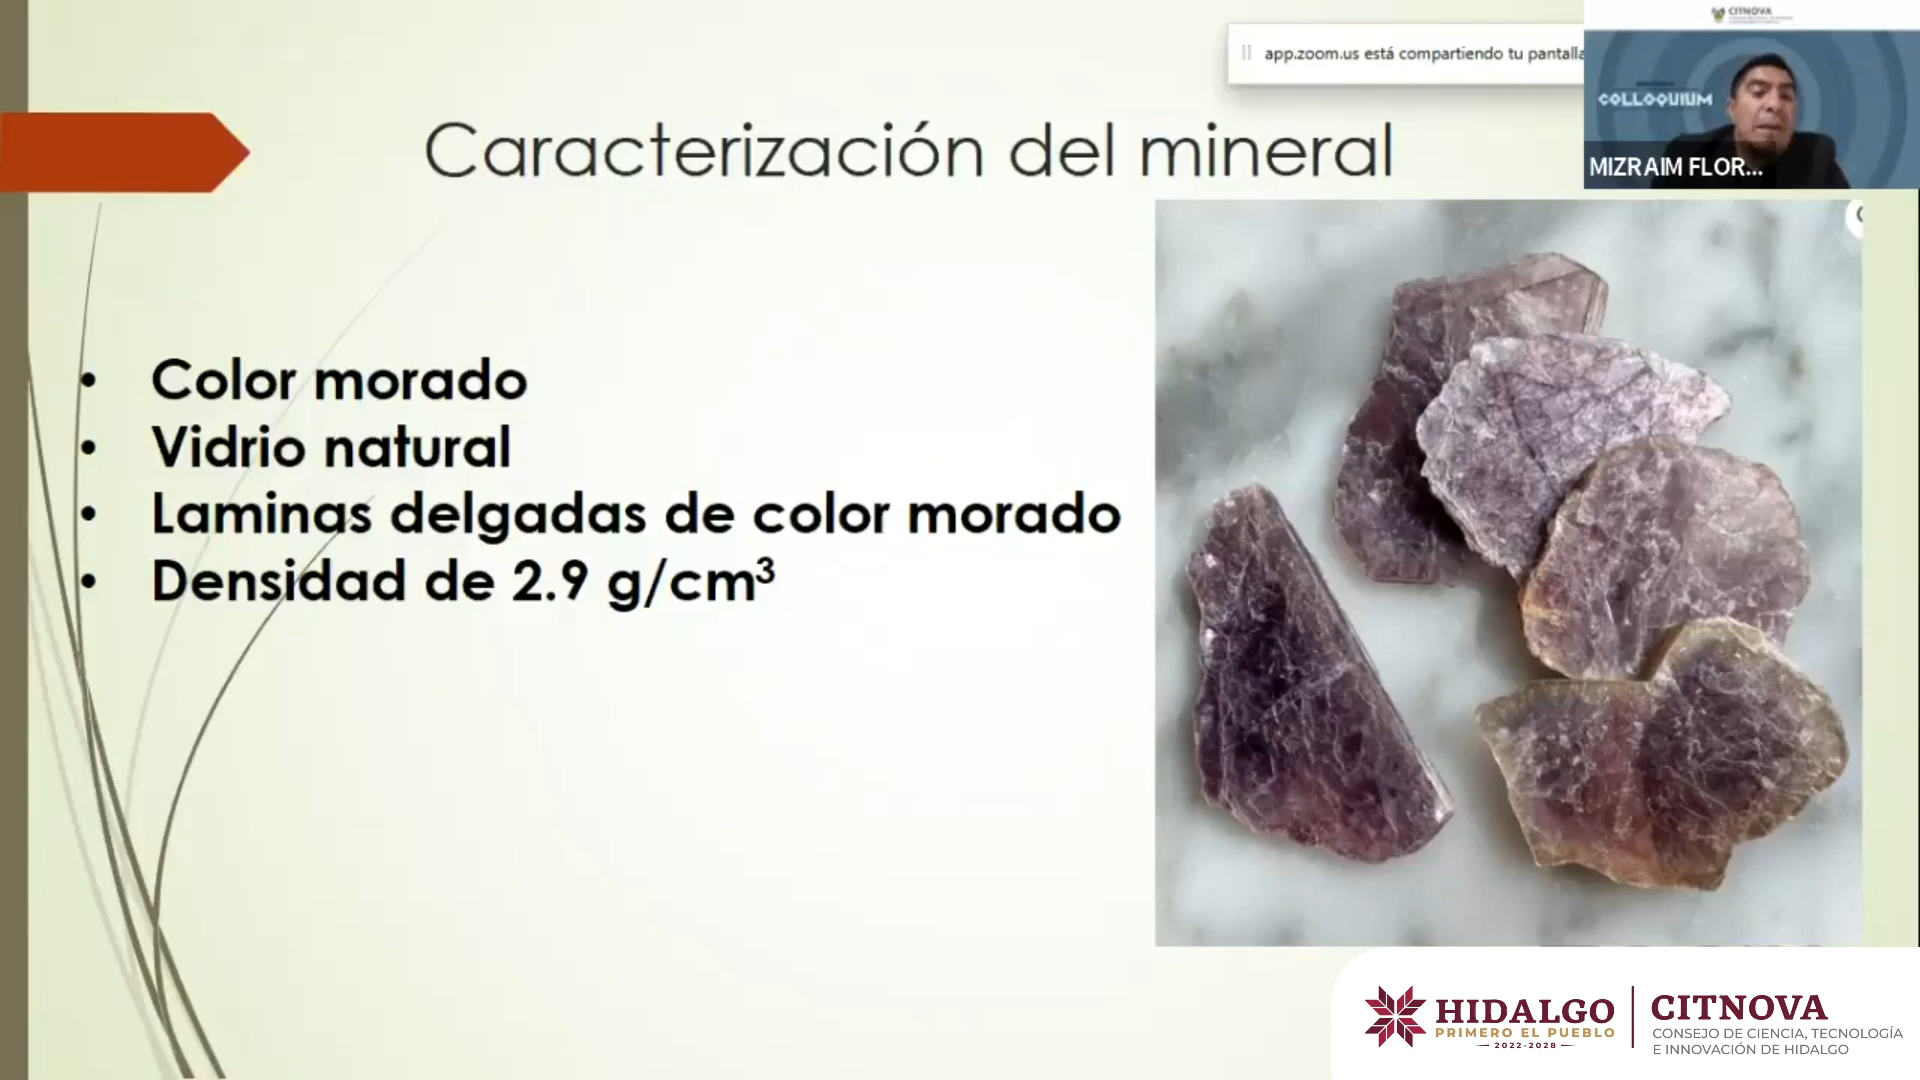 CITNOVA
app.zoom.us está compartiendo tu pantalla
COLLOQUIUM
MIZRAIM FLOR...
Caracterización del mineral
• Color morado
• Vidrio natural
• Laminas delgadas de color morado
• Densidad de 2.9 g/cm³
HIDALGO
PRIMERO EL PUEBLO
2022-2028
CITNOVA
CONSEJO DE CIENCIA, TECNOLOGÍA
E INNOVACIÓN DE HIDALGO